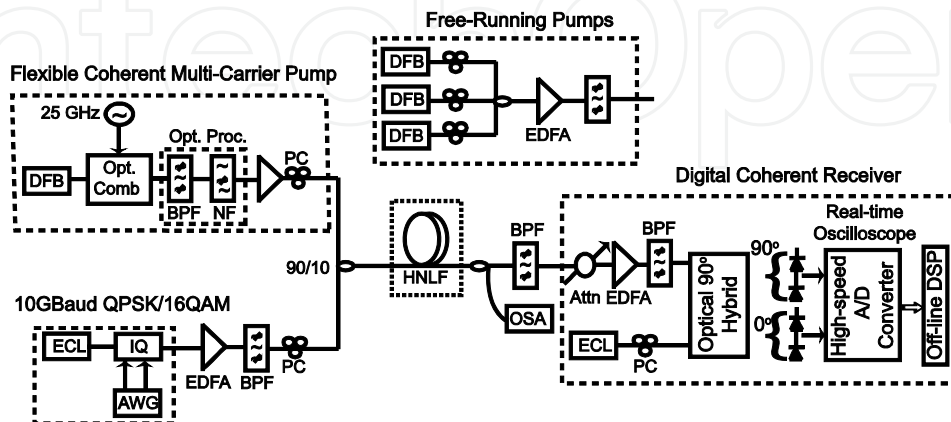 IntechOpen
Free-Running Pumps
DFB
DFB
DFB
EDFA
Flexible Coherent Multi-Carrier Pump
25 GHz
Opt. Proc.
PC
DFB
Opt.
Comb
BPF
NF
90/10
HNLF
10GBaud QPSK/16QAM
ECL
IQ
AWG
EDFA
BPF
PC
BPF
OSA
Digital Coherent Receiver
Attn
EDFA
BPF
ECL
PC
Optical 90º
Hybrid
90º
0º
Real-time
Oscilloscope
High-speed
A/D
Converter
Off-line DSP